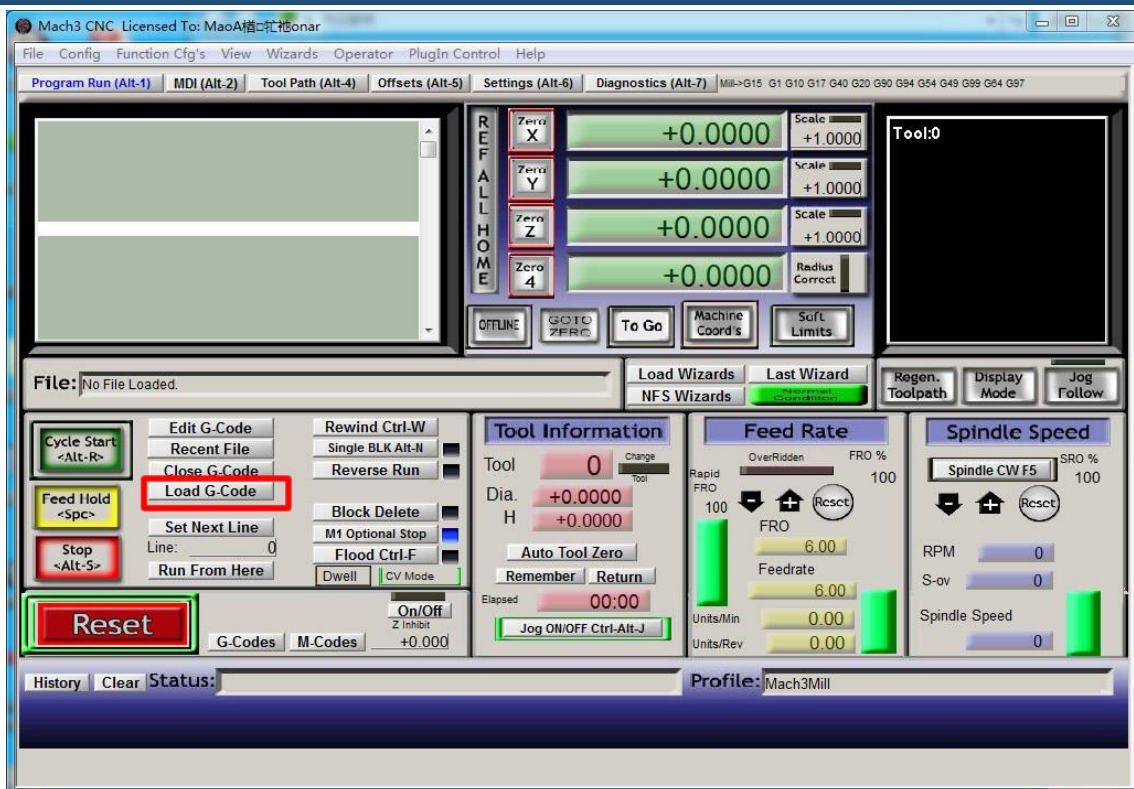 Mach3 CNC Licensed To: MaoA楢□牤衪onar
File Config Function Cfg's View Wizards Operator PlugIn Control Help
Program Run (Alt-1) MDI (Alt-2) Tool Path (Alt-4) Offsets (Alt-5) Settings (Alt-6) Diagnostics (Alt-7) Mill->G15 G1 G10 G17 G40 G20 G90 G94 G54 G49 G99 G64 G97
REF ALL HOME
Zero X +0.0000 Scale +1.0000
Zero Y +0.0000 Scale +1.0000
Zero Z +0.0000 Scale +1.0000
Zero 4 +0.0000 Radius Correct
Tool:0
OFFLINE GOTO ZERO To Go Machine Coord's Soft Limits
File: No File Loaded.
Load Wizards Last Wizard
NFS Wizards Normal Condition
Regen. Toolpath Display Mode Jog Follow
Cycle Start <Alt-R>
Feed Hold <Spc>
Stop <Alt-S>
Edit G-Code
Recent File
Close G-Code
Load G-Code
Set Next Line
Line: 0
Run From Here
Rewind Ctrl-W
Single BLK Alt-N
Reverse Run
Block Delete
M1 Optional Stop
Flood Ctrl-F
Dwell CV Mode
Reset
G-Codes M-Codes
On/Off
Z Inhibit
+0.000
Tool Information
Tool 0 Change Tool
Dia. +0.0000
H +0.0000
Auto Tool Zero
Remember Return
Elapsed 00:00
Jog ON/OFF Ctrl-Alt-J
Feed Rate
OverRidden FRO %
100
Rapid FRO
100
Reset
FRO
6.00
Feedrate
6.00
Units/Min 0.00
Units/Rev 0.00
Spindle Speed
Spindle CW F5 SRO %
100
Reset
RPM 0
S-ov 0
Spindle Speed
0
History Clear Status: Profile: Mach3Mill